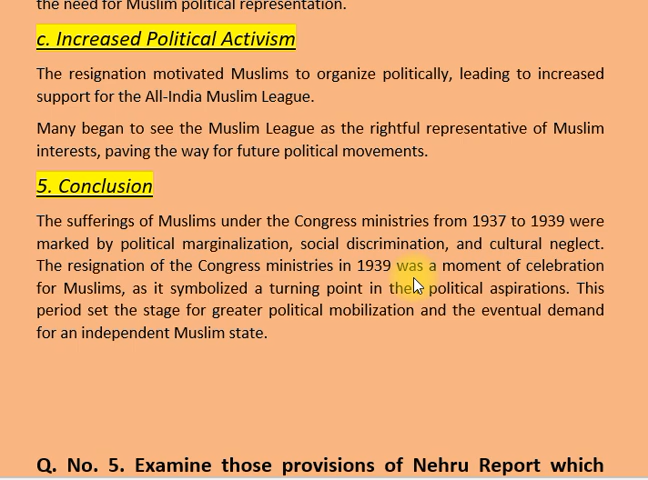 the need for Muslim political representation.
c. Increased Political Activism
The resignation motivated Muslims to organize politically, leading to increased
support for the All-India Muslim League.
Many began to see the Muslim League as the rightful representative of Muslim
interests, paving the way for future political movements.
5. Conclusion
The sufferings of Muslims under the Congress ministries from 1937 to 1939 were
marked by political marginalization, social discrimination, and cultural neglect.
The resignation of the Congress ministries in 1939 was a moment of celebration
for Muslims, as it symbolized a turning point in their political aspirations. This
period set the stage for greater political mobilization and the eventual demand
for an independent Muslim state.
Q. No. 5. Examine those provisions of Nehru Report which